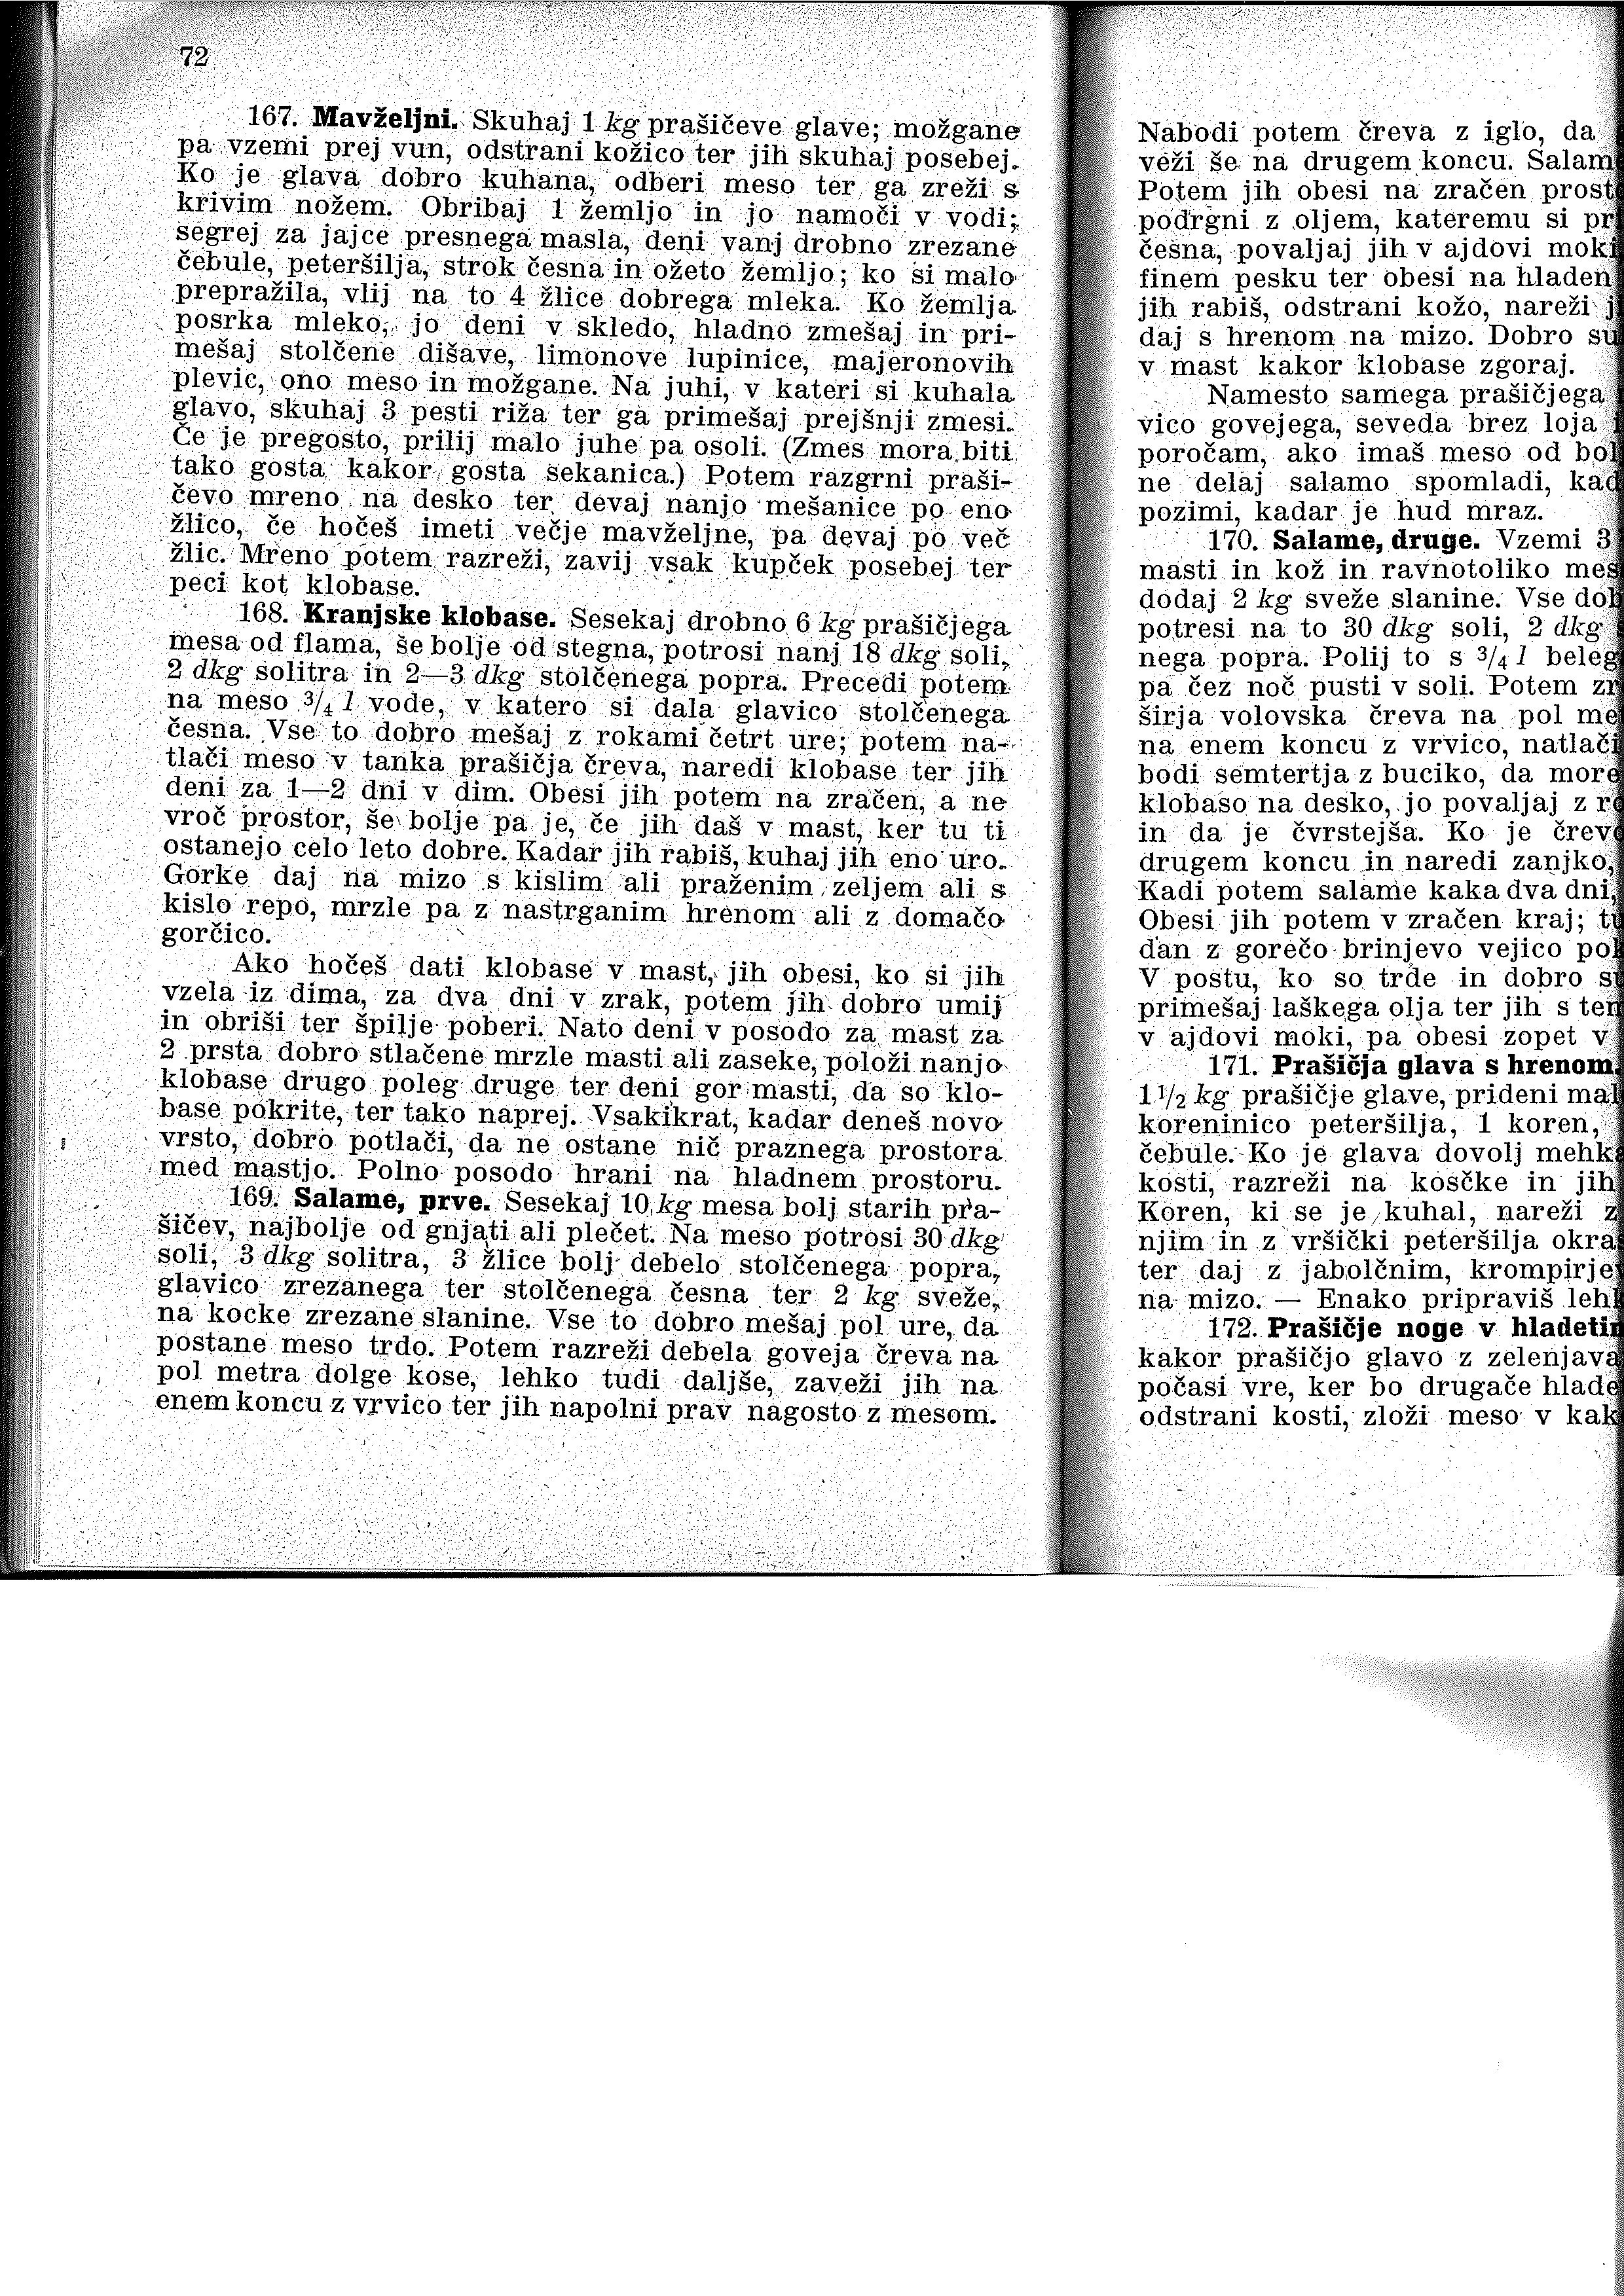 72
167. Mavželjni. Skuhaj 1 kg prašičeve glave; možgane
pa vzemi prej vun, odstrani kožico ter jih skuhaj posebej.
Ko je glava dobro kuhana, odberi meso ter ga zreži s
krivim nožem. Obribaj 1 žemljo in jo namoči v vodi;
segrej za jajce presnega masla, deni vanj drobno zrezane
čebule, peteršilja, strok česna in ožeto žemljo; ko si malo
prepražila, vlij na to 4 žlice dobrega mleka. Ko žemlja
posrka mleko, jo deni v skledo, hladno zmešaj in pri-
mešaj stolčene dišave, limonove lupinice, majeronovih
plevic, ono meso in možgane. Na juhi, v kateri si kuhala
glavo, skuhaj 3 pesti riža ter ga primešaj prejšnji zmesi.
Če je pregosto, prilij malo juhe pa osoli. (Zmes mora biti
tako gosta kakor gosta sekanica.) Potem razgrni praši-
čevo mreno na desko ter devaj nanjo mešanice po eno
žlico, če hočeš imeti večje mavželjne, pa devaj po več
žlic. Mreno potem razreži, zavij vsak kupček posebej ter
peci kot klobase.
168. Kranjske klobase. Sesekaj drobno 6 kg prašičjega
mesa od flama, še bolje od stegna, potrosi nanj 18 dkg soli,
2 dkg solitra in 2—3 dkg stolčenega popra. Precedi potem
na meso 3/4 l vode, v katero si dala glavico stolčenega
česna. Vse to dobro mešaj z rokami četrt ure; potem na-
tlači meso v tanka prašičja čreva, naredi klobase ter jih
deni za 1—2 dni v dim. Obesi jih potem na zračen, a ne
vroč prostor, še bolje pa je, če jih daš v mast, ker tu ti
ostanejo celo leto dobre. Kadar jih rabiš, kuhaj jih eno uro.
Gorke daj na mizo s kislim ali praženim zeljem ali s
kislo repo, mrzle pa z nastrganim hrenom ali z domačo
gorčico.
Ako hočeš dati klobase v mast, jih obesi, ko si jih
vzela iz dima, za dva dni v zrak, potem jih dobro umij
in obriši ter špilje poberi. Nato deni v posodo za mast za
2 prsta dobro stlačene mrzle masti ali zaseke, položi nanjo
klobase drugo poleg druge ter deni gor masti, da so klo-
base pokrite, ter tako naprej. Vsakikrat, kadar deneš novo
vrsto, dobro potlači, da ne ostane nič praznega prostora
med mastjo. Polno posodo hrani na hladnem prostoru.
169. Salame, prve. Sesekaj 10 kg mesa bolj starih pra-
šičev, najbolje od gnjati ali plečet. Na meso potrosi 30 dkg
soli, 3 dkg solitra, 3 žlice bolj debelo stolčenega popra,
glavico zrezanega ter stolčenega česna ter 2 kg sveže,
na kocke zrezane slanine. Vse to dobro mešaj pol ure, da
postane meso trdo. Potem razreži debela goveja čreva na
pol metra dolge kose, lehko tudi daljše, zaveži jih na
enem koncu z vrvico ter jih napolni prav nagosto z mesom.
Nabodi potem čreva z iglo, da
veži še na drugem koncu. Salam
Potem jih obesi na zračen prost
podrgni z oljem, kateremu si pr
česna, povaljaj jih v ajdovi moki
finem pesku ter obesi na hladen
jih rabiš, odstrani kožo, nareži j
daj s hrenom na mizo. Dobro su
v mast kakor klobase zgoraj.
Namesto samega prašičjega
vico govejega, seveda brez loja
poročam, ako imaš meso od bol
ne delaj salamo spomladi, kad
pozimi, kadar je hud mraz.
170. Salame, druge. Vzemi 3
masti in kož in ravnotoliko mes
dodaj 2 kg sveže slanine. Vse dob
potresi na to 30 dkg soli, 2 dkg
nega popra. Polij to s 3/4 l beleg
pa čez noč pusti v soli. Potem zr
širja volovska čreva na pol me
na enem koncu z vrvico, natlači
bodi semtertja z buciko, da more
klobaso na desko, jo povaljaj z ro
in da je čvrstejša. Ko je črevo
drugem koncu in naredi zanjko,
Kadi potem salame kaka dva dni,
Obesi jih potem v zračen kraj; tu
dan z gorečo brinjevo vejico pok
V postu, ko so trde in dobro su
primešaj laškega olja ter jih s tem
v ajdovi moki, pa obesi zopet v
171. Prašičja glava s hrenom.
1 1/2 kg prašičje glave, prideni mal
koreninico peteršilja, 1 koren,
čebule. Ko je glava dovolj mehka
kosti, razreži na koščke in jih
Koren, ki se je kuhal, nareži z
njim in z vršički peteršilja okra
ter daj z jabolčnim, krompirje
na mizo. — Enako pripraviš lehk
172. Prašičje noge v hladetin
kakor prašičjo glavo z zelenjava
počasi vre, ker bo drugače hlade
odstrani kosti, zloži meso v kak